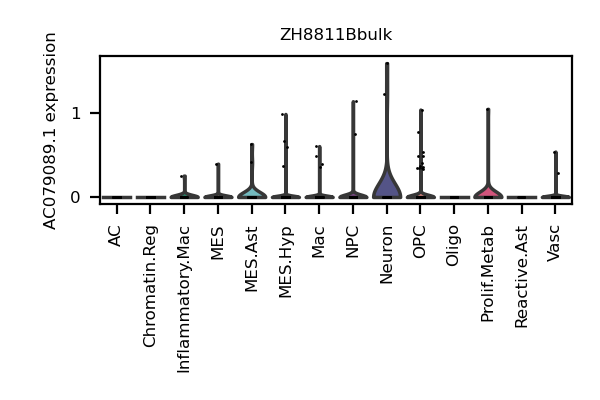 ZH8811Bbulk
AC079089.1 expression
1
0
AC
Chromatin.Reg
Inflammatory.Mac
MES
MES.Ast
MES.Hyp
Mac
NPC
Neuron
OPC
Oligo
Prolif.Metab
Reactive.Ast
Vasc